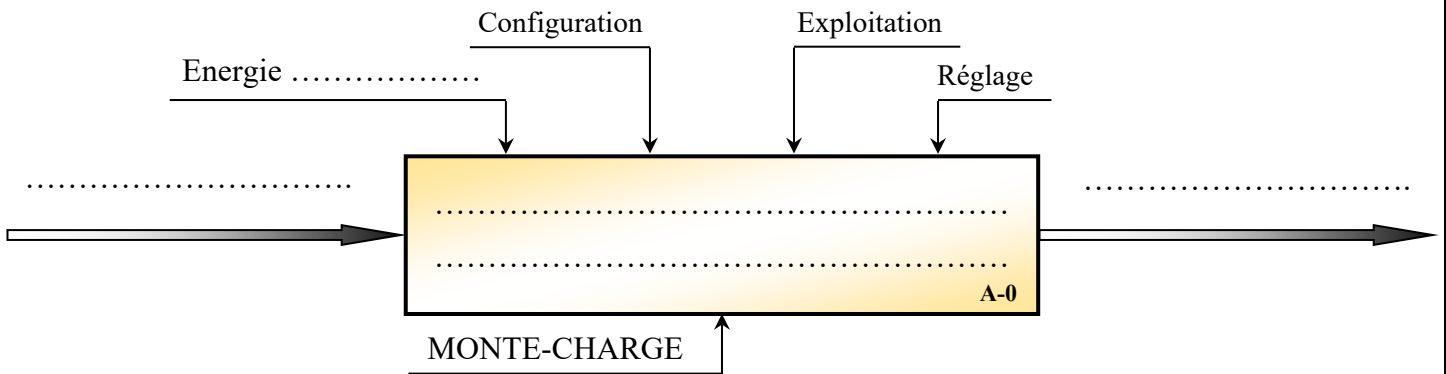 Configuration
Exploitation
Energie ………………
Réglage
………………………….
………………………….
……………………………………………….
……………………………………………….
A-0
MONTE-CHARGE